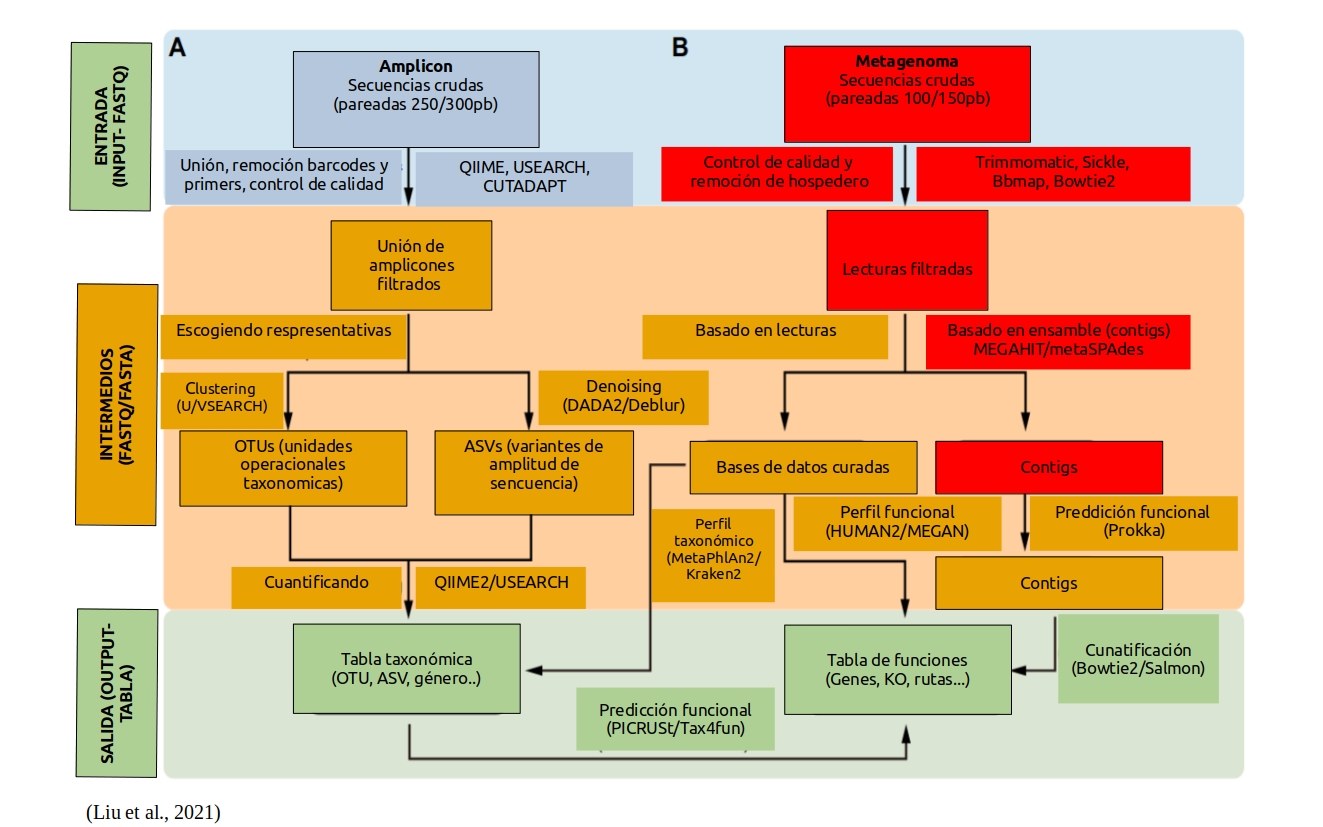 A
B
ENTRADA
(INPUT- FASTQ)
Amplicon
Secuencias crudas
(pareadas 250/300pb)
Metagenoma
Secuencias crudas
(pareadas 100/150pb)
Unión, remoción barcodes y
primers, control de calidad
QIIME, USEARCH,
CUTADAPT
Control de calidad y
remoción de hospedero
Trimmomatic, Sickle,
Bbmap, Bowtie2
INTERMEDIOS
(FASTQ/FASTA)
Unión de
amplicones
filtrados
Lecturas filtradas
Escogiendo respresentativas
Basado en lecturas
Basado en ensamble (contigs)
MEGAHIT/metaSPAdes
Clustering
(U/VSEARCH)
Denoising
(DADA2/Deblur)
OTUs (unidades
operacionales
taxonomicas)
ASVs (variantes de
amplitud de
sencuencia)
Bases de datos curadas
Contigs
Perfil
taxonómico
(MetaPhlAn2/
Kraken2
Perfil funcional
(HUMAN2/MEGAN)
Preddición funcional
(Prokka)
Cuantificando
QIIME2/USEARCH
Contigs
SALIDA (OUTPUT-
TABLA)
Tabla taxonómica
(OTU, ASV, género..)
Tabla de funciones
(Genes, KO, rutas...)
Cunatificación
(Bowtie2/Salmon)
Predicción funcional
(PICRUSt/Tax4fun)
(Liu et al., 2021)